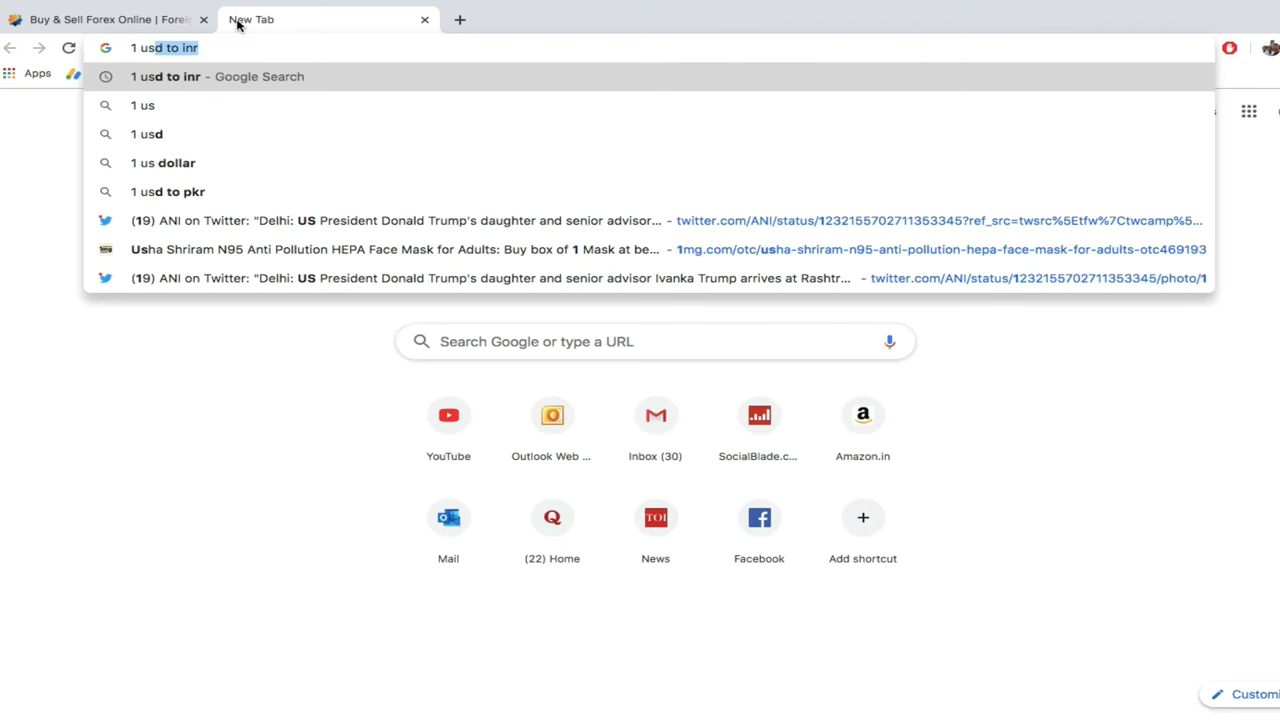 Buy & Sell Forex Online | Forei
New Tab
1 usd to inr
Apps
1 usd to inr - Google Search
1 us
1 usd
1 us dollar
1 usd to pkr
(19) ANI on Twitter: "Delhi: US President Donald Trump's daughter and senior advisor... - twitter.com/ANI/status/1232155702711353345?ref_src=twsrc%5Etfw%7Ctwcamp%5...
Usha Shriram N95 Anti Pollution HEPA Face Mask for Adults: Buy box of 1 Mask at be... - 1mg.com/otc/usha-shriram-n95-anti-pollution-hepa-face-mask-for-adults-otc469193
(19) ANI on Twitter: "Delhi: US President Donald Trump's daughter and senior advisor Ivanka Trump arrives at Rashtr... - twitter.com/ANI/status/1232155702711353345/photo/1
Search Google or type a URL
YouTube
Outlook Web ...
Inbox (30)
SocialBlade.c...
Amazon.in
TOI
Mail
(22) Home
News
Facebook
Add shortcut
Customi